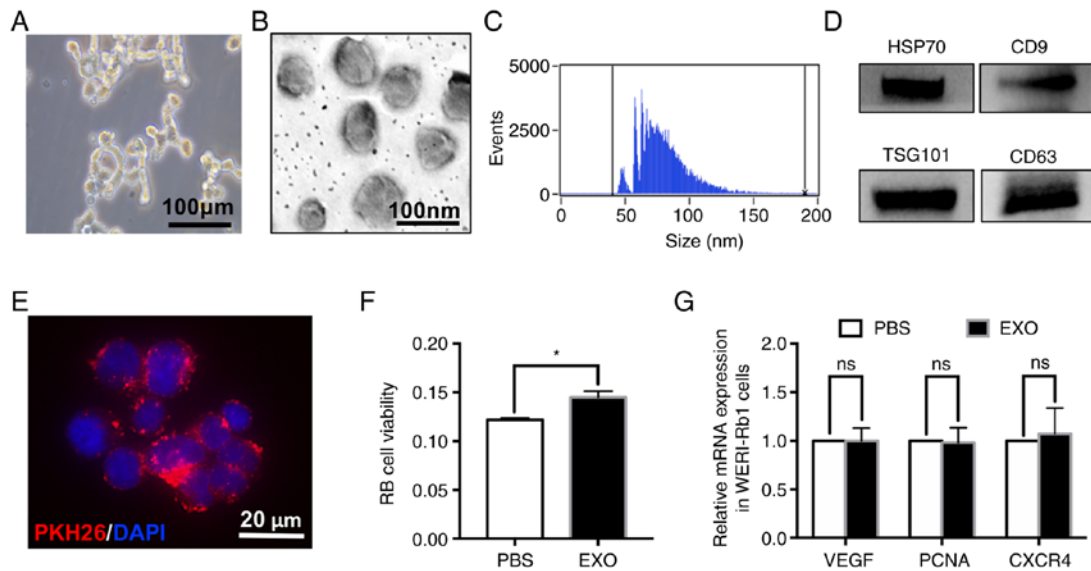 A
100μm
B
100nm
C
5000
2500
0
Events
0 50 100 150 200
Size (nm)
D
HSP70 CD9
TSG101 CD63
E
PKH26/DAPI
20 μm
F
0.20
0.15
0.10
0.05
0.00
RB cell viability
*
PBS EXO
G
PBS EXO
Relative mRNA expression
in WERI-Rb1 cells
2.0
1.5
1.0
0.5
0.0
ns ns ns
VEGF PCNA CXCR4